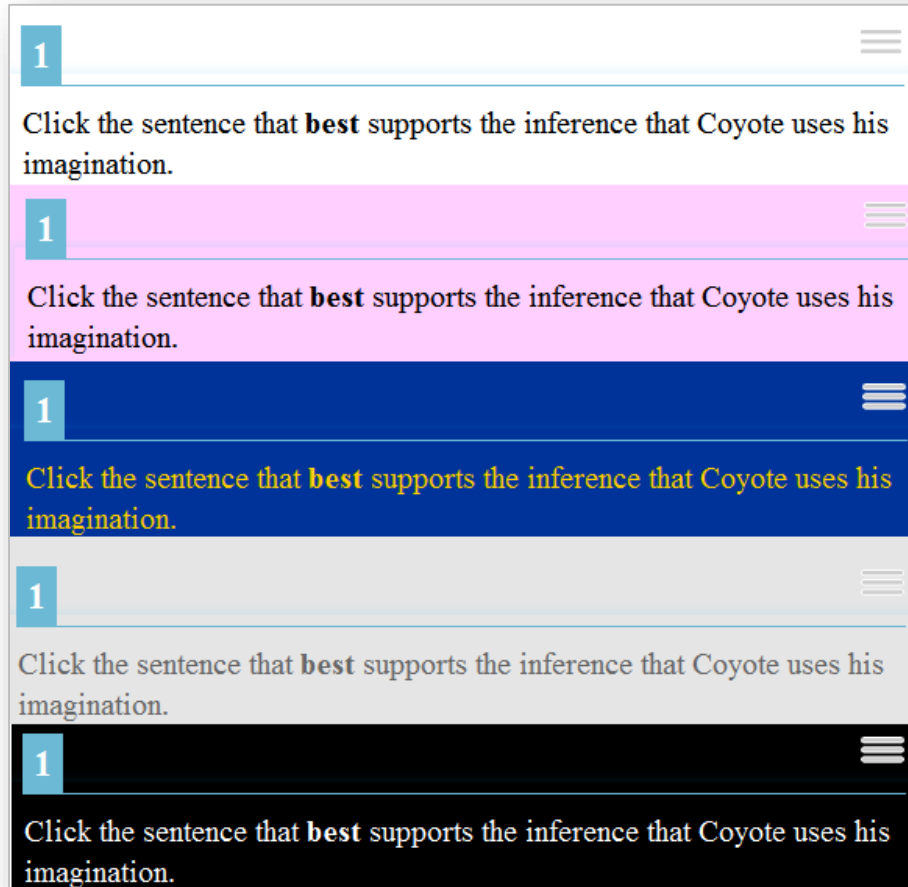 1
Click the sentence that best supports the inference that Coyote uses his
imagination.
1
Click the sentence that best supports the inference that Coyote uses his
imagination.
1
Click the sentence that best supports the inference that Coyote uses his
imagination.
1
Click the sentence that best supports the inference that Coyote uses his
imagination.
1
Click the sentence that best supports the inference that Coyote uses his
imagination.